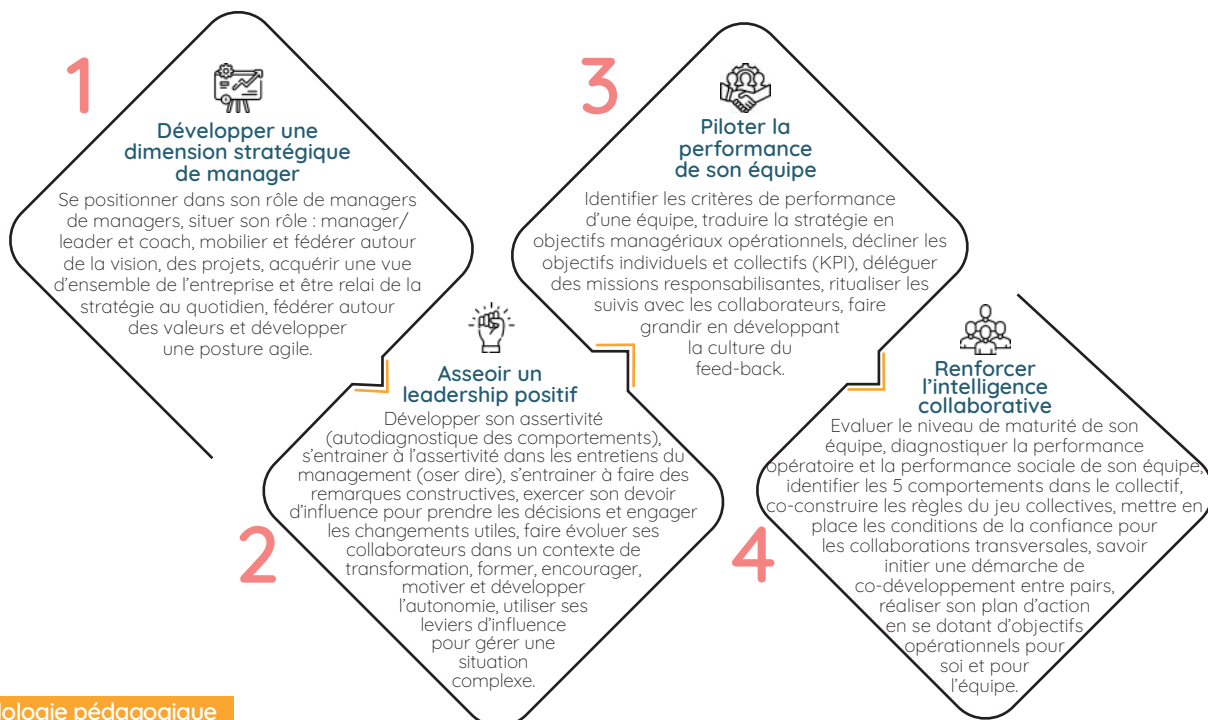 1
Développer une
dimension stratégique
de manager
Se positionner dans son rôle de managers
de managers, situer son rôle : manager/
leader et coach, mobilier et fédérer autour
de la vision, des projets, acquérir une vue
d'ensemble de l'entreprise et être relai de la
stratégie au quotidien, fédérer autour
des valeurs et développer
une posture agile.
2
Asseoir un
leadership positif
Développer son assertivité
(autodiagnostique des comportements),
s'entrainer à l'assertivité dans les entretiens du
management (oser dire), s'entrainer à faire des
remarques constructives, exercer son devoir
d'influence pour prendre les décisions et engager
les changements utiles, faire évoluer ses
collaborateurs dans un contexte de
transformation, former, encourager,
motiver et développer
l'autonomie, utiliser ses
leviers d'influence
pour gérer une
situation
complexe.
3
Piloter la
performance
de son équipe
Identifier les critères de performance
d'une équipe, traduire la stratégie en
objectifs managériaux opérationnels, décliner les
objectifs individuels et collectifs (KPI), déléguer
des missions responsabilisantes, ritualiser les
suivis avec les collaborateurs, faire
grandir en développant
la culture du
feed-back.
4
Renforcer
l'intelligence
collaborative
Evaluer le niveau de maturité de son
équipe, diagnostiquer la performance
opératoire et la performance sociale de son équipe,
identifier les 5 comportements dans le collectif,
co-construire les règles du jeu collectives, mettre en
place les conditions de la confiance pour
les collaborations transversales, savoir
initier une démarche de
co-développement entre pairs,
réaliser son plan d'action
en se dotant d'objectifs
opérationnels pour
soi et pour
l'équipe.
pédagogique